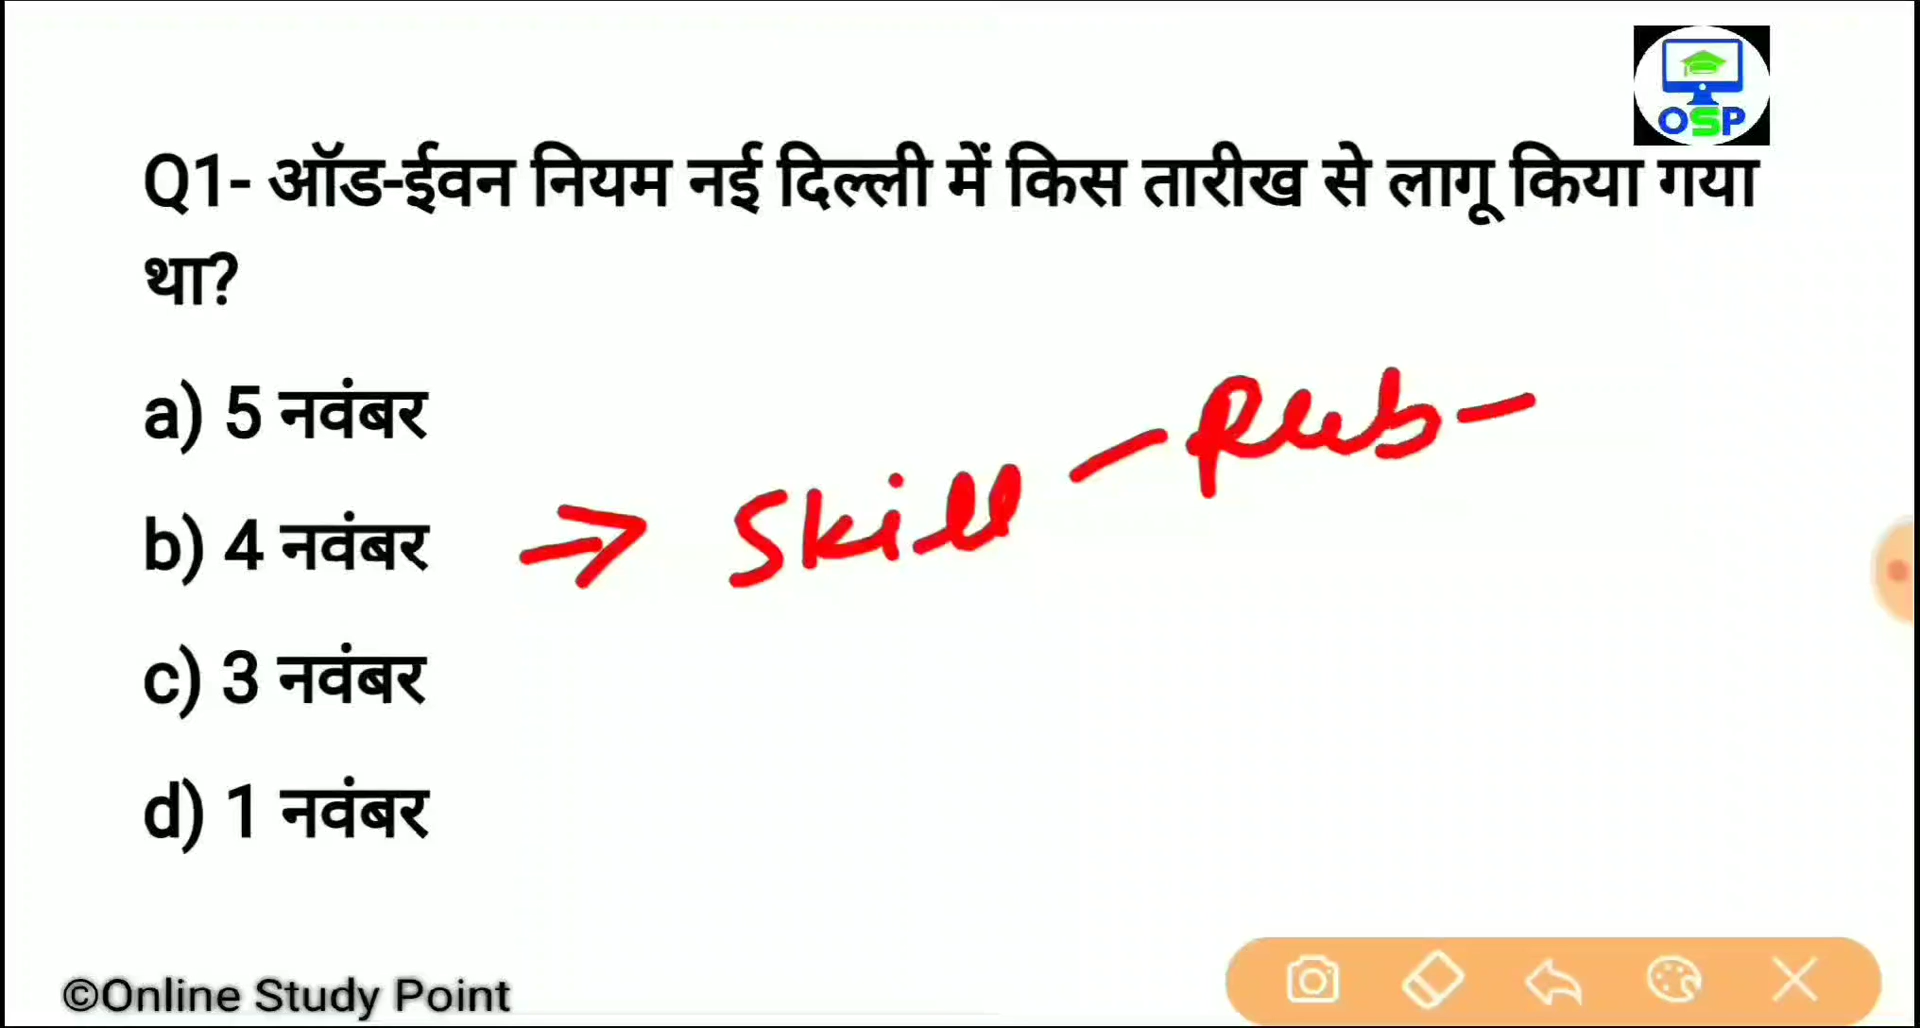 OSP
Q1- ऑड-ईवन नियम नई दिल्ली में किस तारीख से लागू किया गया
था?
a) 5 नवंबर
b) 4 नवंबर
c) 3 नवंबर
d) 1 नवंबर
→ Skill -
©Online Study Point